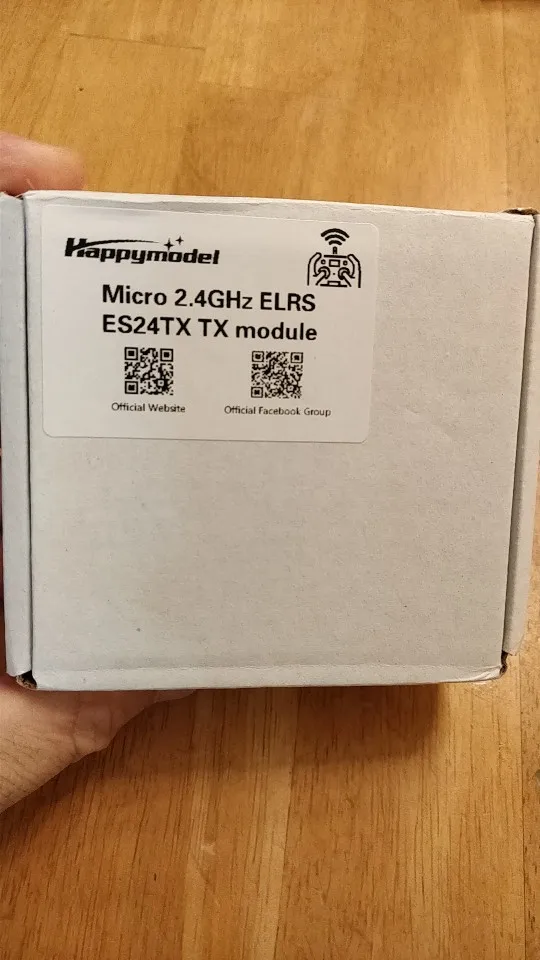 Happymodel
Micro 2.4GHz ELRS
ES24TX TX module
Official Website
Official Facebook Group